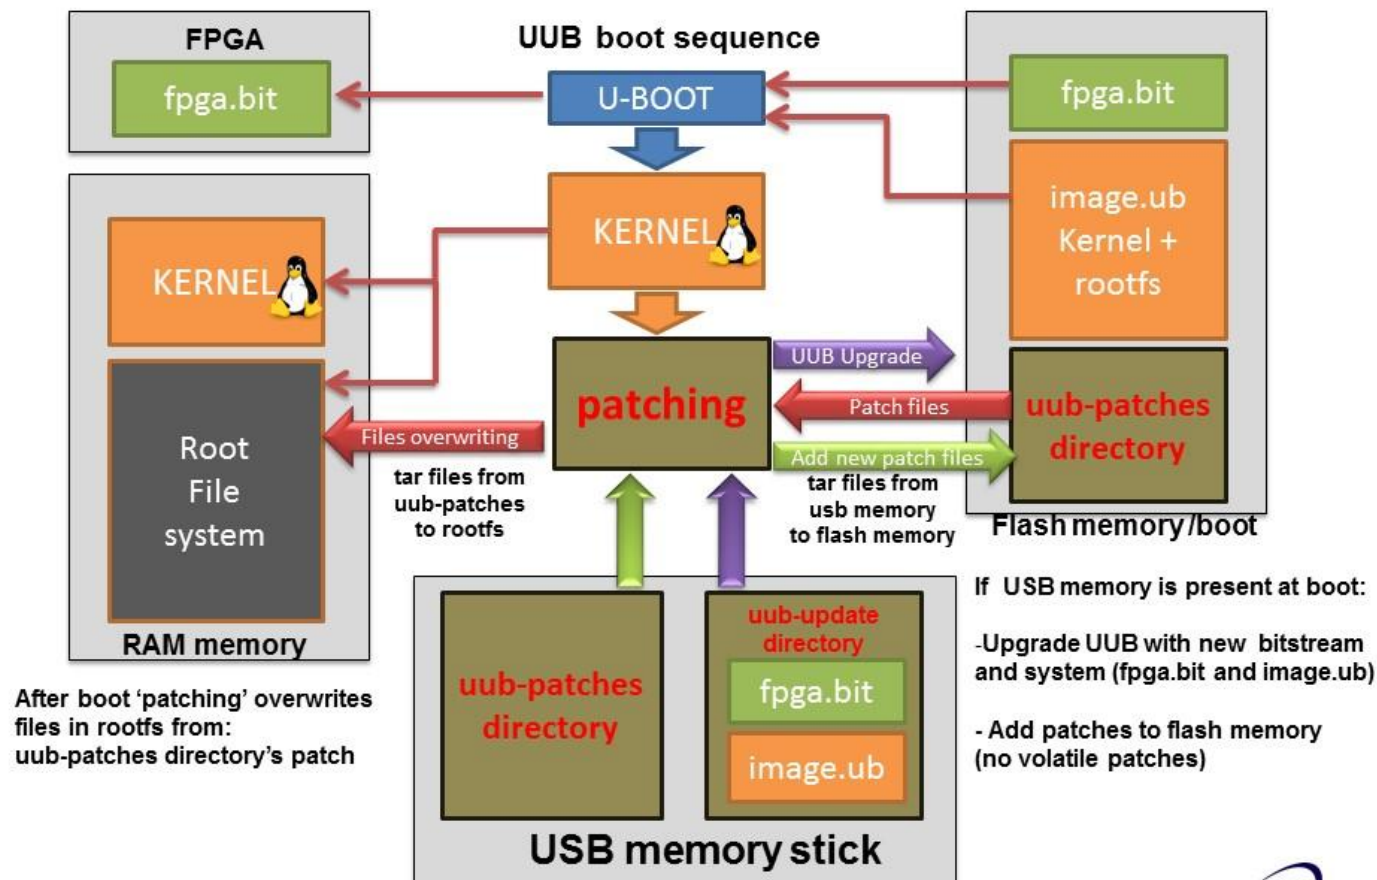 UUB boot sequence
FPGA
fpga.bit
U-BOOT
fpga.bit
KERNEL
image.ub
Kernel +
rootfs
KERNEL
Root
File
system
RAM memory
patching
Files overwriting
tar files from
uub-patches
to rootfs
UUB Upgrade
Patch files
Add new patch files
tar files from
usb memory
to flash memory
uub-patches
directory
Flash memory /boot
If USB memory is present at boot:
-Upgrade UUB with new bitstream
and system (fpga.bit and image.ub)
- Add patches to flash memory
(no volatile patches)
After boot ‘patching’ overwrites
files in rootfs from:
uub-patches directory’s patch
uub-patches
directory
uub-update
directory
fpga.bit
image.ub
USB memory stick